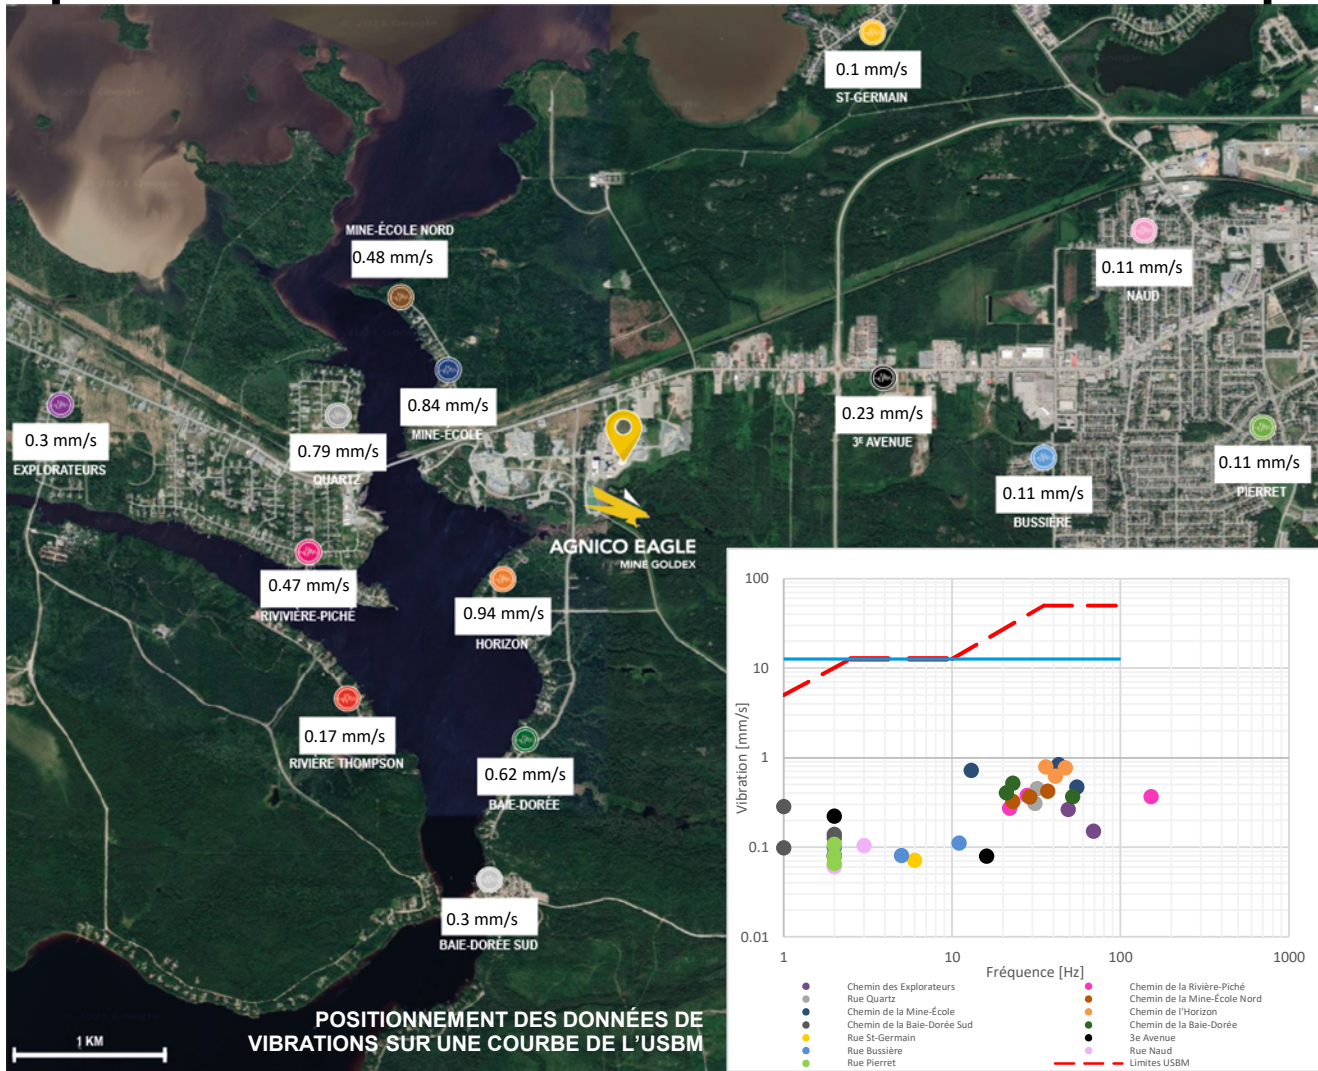 0.1 mm/s
ST-GERMAIN
MINE-ÉCOLE NORD
0.48 mm/s
0.11 mm/s
NAUD
0.84 mm/s
MINE-ÉCOLE
0.3 mm/s
EXPLORATEURS
0.79 mm/s
QUARTZ
0.23 mm/s
3E AVENUE
0.11 mm/s
BUSSIÈRE
0.11 mm/s
PIERRET
AGNICO EAGLE
MINE GOLDEX
0.47 mm/s
RIVIVIÈRE-PICHÉ
0.94 mm/s
HORIZON
0.17 mm/s
RIVIÈRE THOMPSON
0.62 mm/s
BAIE-DORÉE
0.3 mm/s
BAIE-DORÉE SUD
POSITIONNEMENT DES DONNÉES DE
VIBRATIONS SUR UNE COURBE DE L'USBM
1 KM
100
10
1
0.1
0.01
Vibration [mm/s]
1 10 100 1000
Fréquence [Hz]
Chemin des Explorateurs
Chemin de la Rivière-Piché
Rue Quartz
Chemin de la Mine-École Nord
Chemin de la Mine-École
Chemin de l'Horizon
Chemin de la Baie-Dorée Sud
Chemin de la Baie-Dorée
Rue St-Germain
3e Avenue
Rue Bussière
Rue Naud
Rue Pierret
Limites USBM